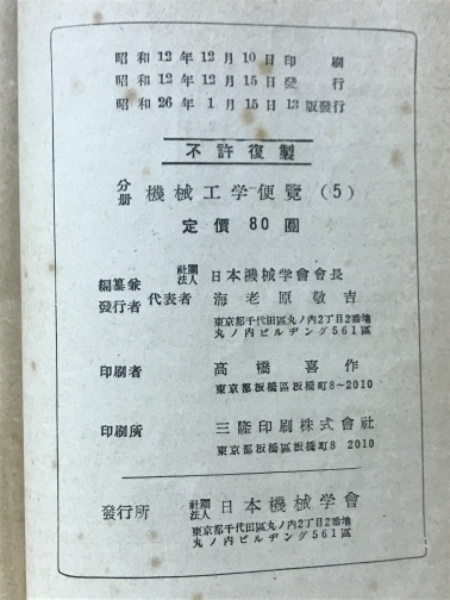 昭和12年12月10日印刷
昭和12年12月15日発行
昭和26年1月15日13版發行
不許復製
分册 機械工学便覽 (5)
定價 80 圓
編纂兼發行者 代表者 社團法人 日本機械学會會長
海老原敬吉
東京都千代田區丸ノ内2丁目2番地
丸ノ内ビルヂング561區
印刷者 高橋喜作
東京都板橋區板橋町8~2010
印刷所 三隆印刷株式會社
東京都板橋區板橋町8 2010
發行所 社團法人 日本機械学會
東京都千代田區丸ノ内2丁目2番地
丸ノ内ビルヂング561區